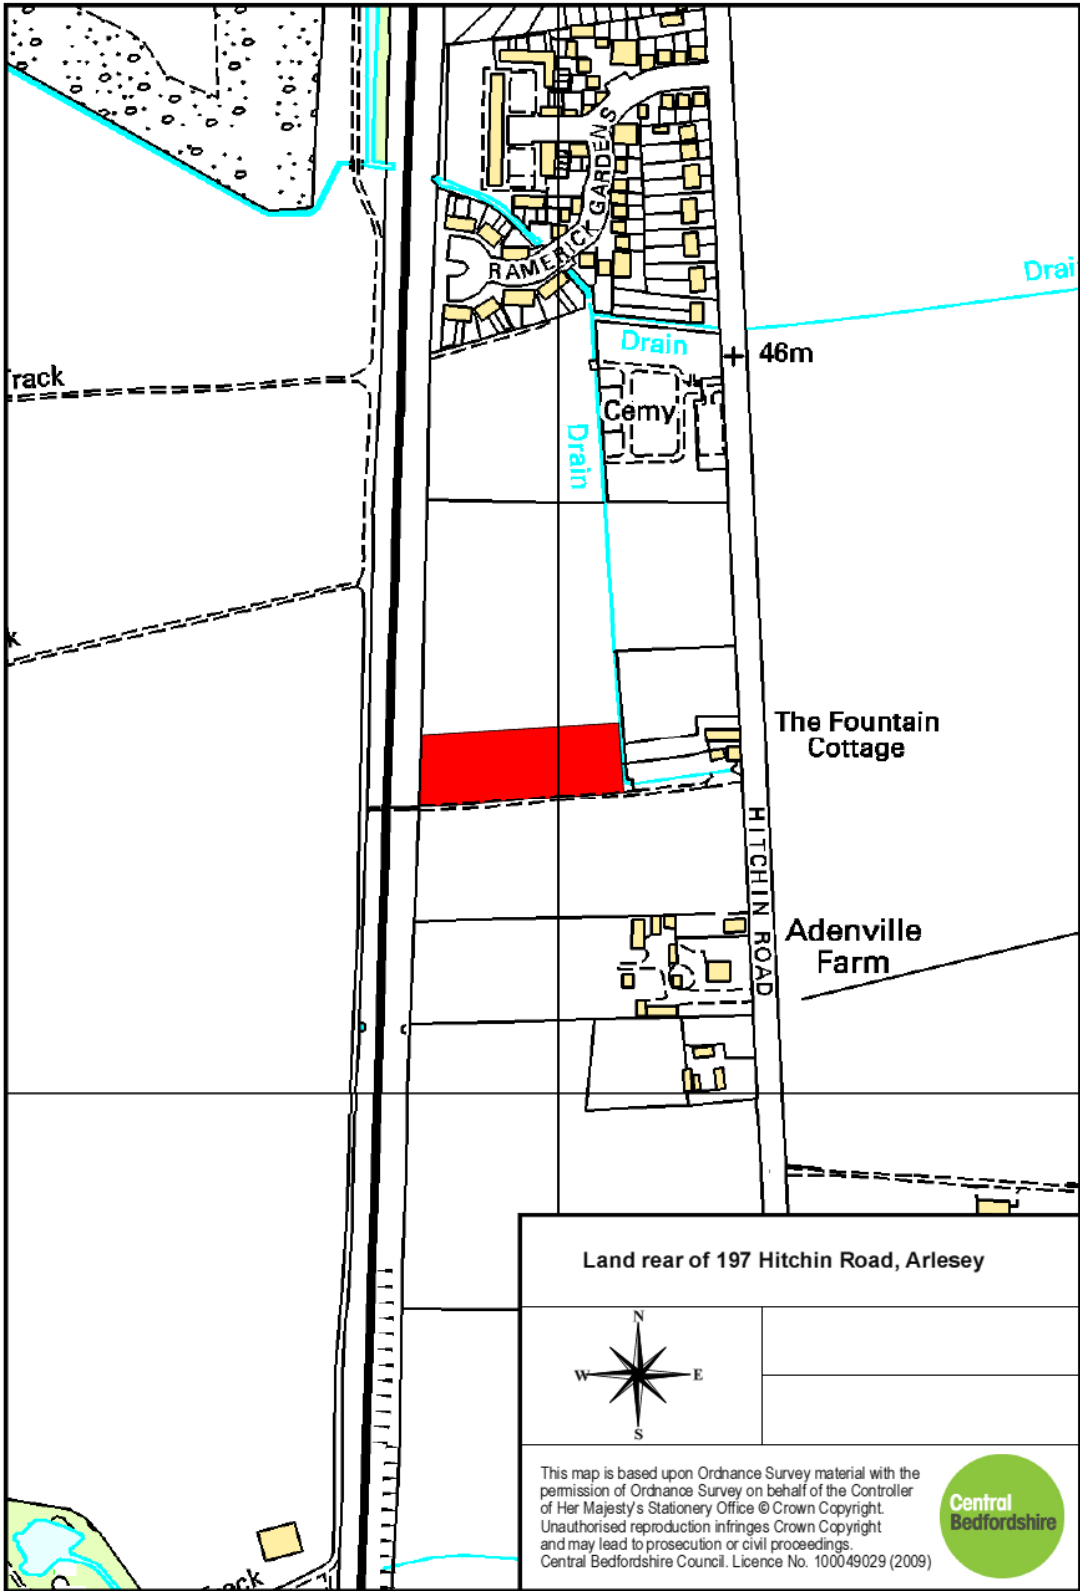 RAMERICK GARDENS
Drai
Drain
46m
rack
Cemy
Drain
k
The Fountain
Cottage
HITCHIN ROAD
Adenville
Farm
Land rear of 197 Hitchin Road, Arlesey
N
W E
S
This map is based upon Ordnance Survey material with the
permission of Ordnance Survey on behalf of the Controller
of Her Majesty's Stationery Office © Crown Copyright.
Unauthorised reproduction infringes Crown Copyright
and may lead to prosecution or civil proceedings.
Central Bedfordshire Council. Licence No. 100049029 (2009)
Central
Bedfordshire
rack